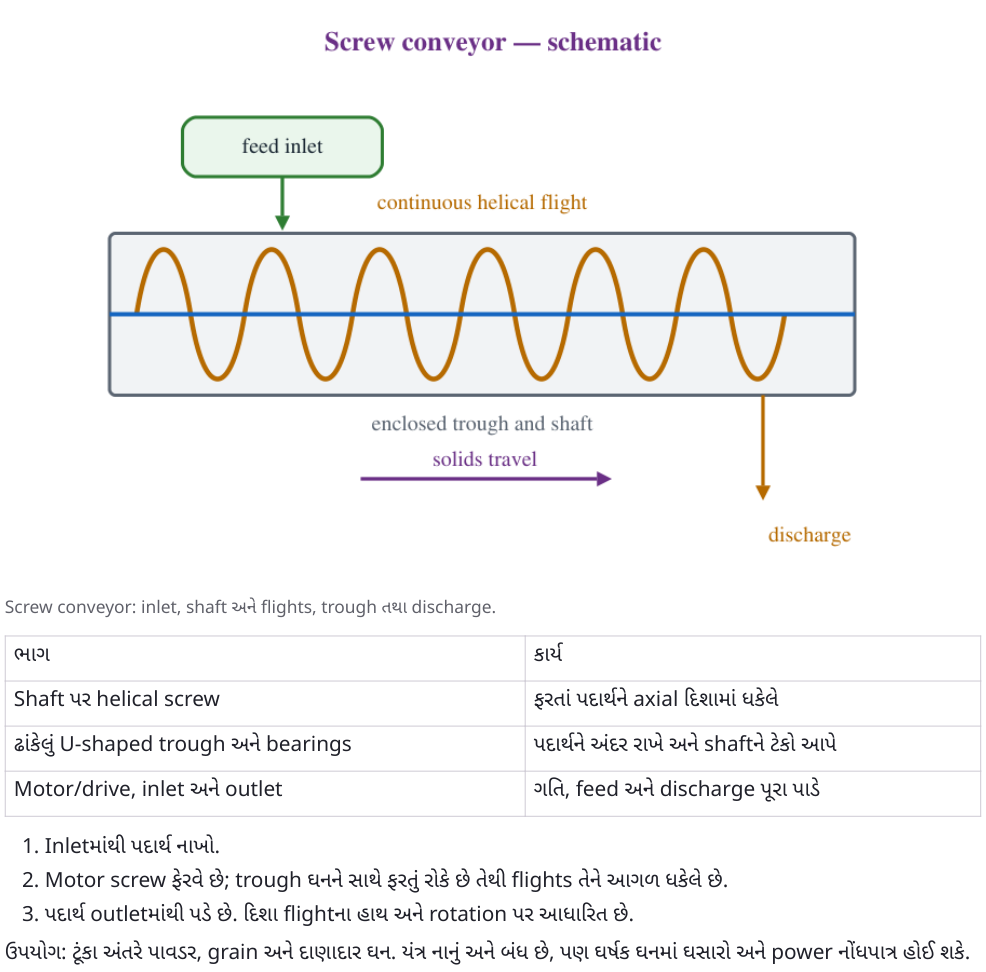 Screw conveyor — schematic
feed inlet
continuous helical flight
enclosed trough and shaft
solids travel
discharge
Screw conveyor: inlet, shaft અને flights, trough તથા discharge.
ભાગ કાર્ય
Shaft પર helical screw ફરતાં પદાર્થને axial દિશામાં ધકેલે
ઢાંકેલું U-shaped trough અને bearings પદાર્થને અંદર રાખે અને shaftને ટેકો આપે
Motor/drive, inlet અને outlet ગતિ, feed અને discharge પૂરા પાડે
1. Inletમાંથી પદાર્થ નાખો.
2. Motor screw ફેરવે છે; trough ઘનને સાથે ફરતું રોકે છે તેથી flights તેને આગળ ધકેલે છે.
3. પદાર્થ outletમાંથી પડે છે. દિશા flightના હાથ અને rotation પર આધારિત છે.
ઉપયોગ: ટૂંકા અંતરે પાવડર, grain અને દાણાદાર ઘન. યંત્ર નાનું અને બંધ છે, પણ ઘર્ષક ઘનમાં ઘસારો અને power નોંધપાત્ર હોઈ શકે.